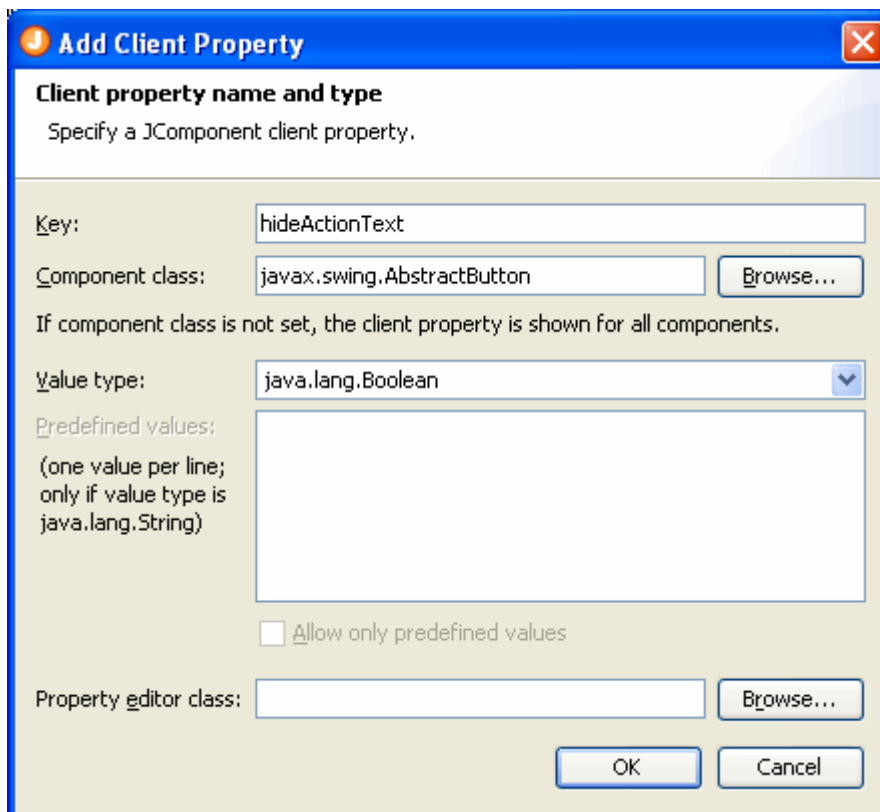 J Add Client Property
Client property name and type
Specify a JComponent client property.
Key: hideActionText
Component class: javax.swing.AbstractButton Browse...
If component class is not set, the client property is shown for all components.
Value type: java.lang.Boolean
Predefined values:
(one value per line;
only if value type is
java.lang.String)
Allow only predefined values
Property editor class: Browse...
OK Cancel